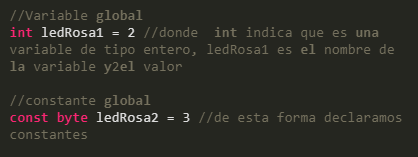 //Variable global
int ledRosa1 = 2 //donde  int indica que es una
variable de tipo entero, ledRosa1 es el nombre de
la variable y2el valor

//constante global
const byte ledRosa2 = 3 //de esta forma declaramos
constantes